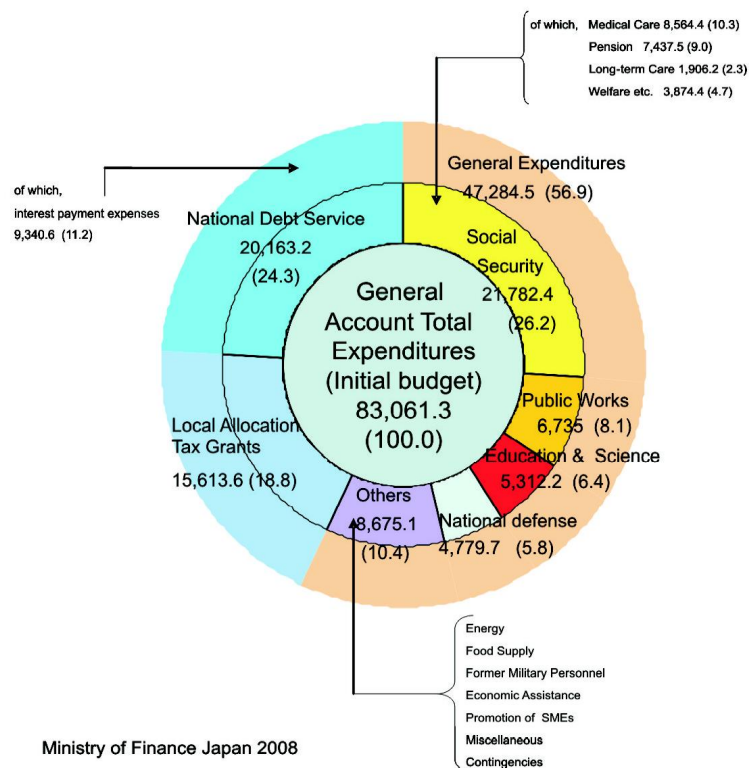 of which, Medical Care 8,564.4 (10.3)
Pension 7,437.5 (9.0)
Long-term Care 1,906.2 (2.3)
Welfare etc. 3,874.4 (4.7)
General Expenditures
47,284.5 (56.9)
of which,
interest payment expenses
9,340.6 (11.2)
National Debt Service
20,163.2
(24.3)
Social
Security
21,782.4
(26.2)
General
Account Total
Expenditures
(Initial budget)
83,061.3
(100.0)
Public Works
6,735 (8.1)
Local Allocation
Tax Grants
15,613.6 (18.8)
Education & Science
5,312.2 (6.4)
Others
8,675.1
(10.4)
National defense
4,779.7 (5.8)
Energy
Food Supply
Former Military Personnel
Economic Assistance
Promotion of SMEs
Miscellaneous
Contingencies
Ministry of Finance Japan 2008